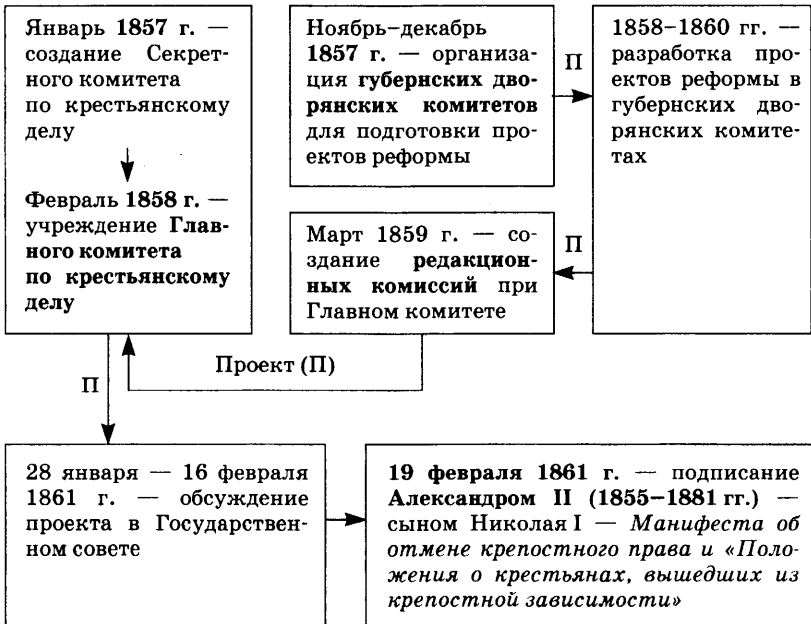 Январь 1857 г. —
создание Секрет-
ного комитета
по крестьянскому
делу
Февраль 1858 г. —
учреждение Глав-
ного комитета
по крестьянскому
делу
Ноябрь–декабрь
1857 г. — организа-
ция губернских дво-
рянских комитетов
для подготовки про-
ектов реформы
П
1858–1860 гг. —
разработка про-
ектов реформы в
губернских дво-
рянских комите-
тах
Март 1859 г. — со-
здание редакцион-
ных комиссий при
Главном комитете
П
Проект (П)
П
28 января — 16 февраля
1861 г. — обсуждение
проекта в Государствен-
ном совете
19 февраля 1861 г. — подписание
Александром II (1855–1881 гг.) —
сыном Николая I — Манифеста об
отмене крепостного права и «Поло-
жения о крестьянах, вышедших из
крепостной зависимости»